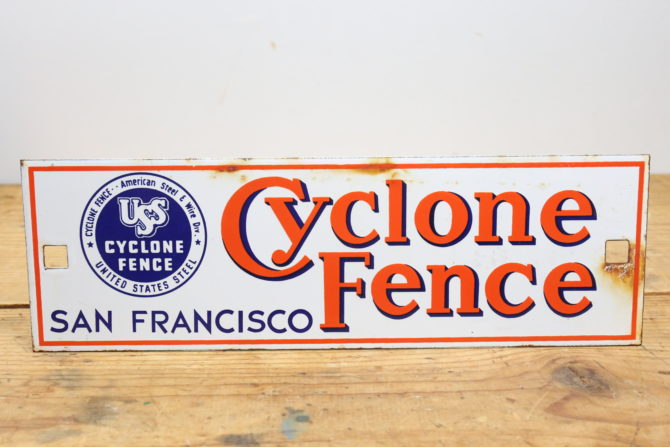 CYCLONE FENCE · American Steel & Wire Div.
USS
CYCLONE
FENCE
UNITED STATES STEEL
SAN FRANCISCO
Cyclone
Fence